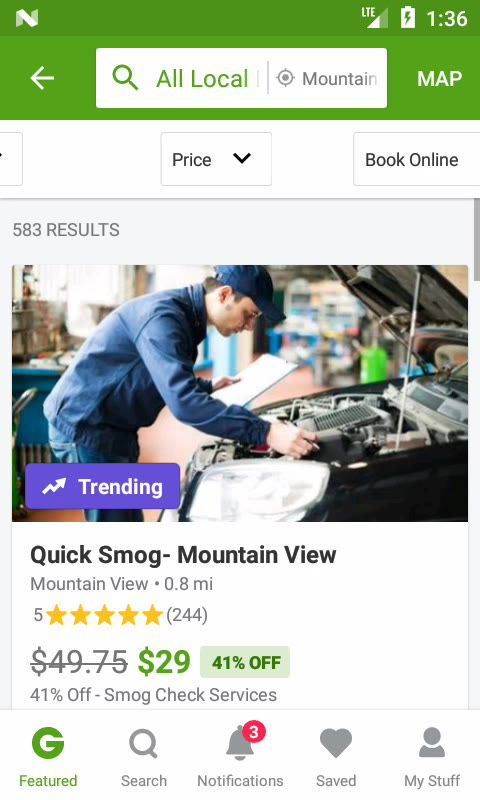 LTE 1:36
All Local Mountain MAP
Price Book Online
583 RESULTS
Trending
Quick Smog- Mountain View
Mountain View • 0.8 mi
5 (244)
$49.75 $29 41% OFF
41% Off - Smog Check Services
3
G
Featured Search Notifications Saved My Stuff